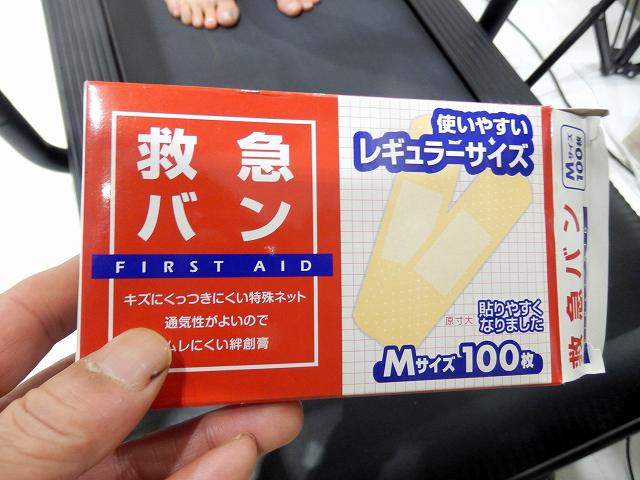 救急
バン
FIRST AID
キズにくっつきにくい特殊ネット
通気性がよいので
ムレにくい絆創膏
使いやすい
レギュラーサイズ
原寸大
貼りやすく
なりました
Mサイズ 100枚
Mサイズ
100枚
救急バン